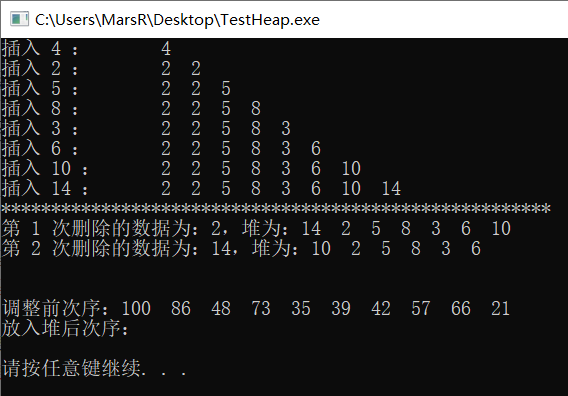 C:\Users\MarsR\Desktop\TestHeap.exe
插入 4 :        4
插入 2 :        2  2
插入 5 :        2  2  5
插入 8 :        2  2  5  8
插入 3 :        2  2  5  8  3
插入 6 :        2  2  5  8  3  6
插入 10 :       2  2  5  8  3  6  10
插入 14 :       2  2  5  8  3  6  10  14
*******************************************************
第 1 次删除的数据为: 2, 堆为: 14  2  5  8  3  6  10
第 2 次删除的数据为: 14, 堆为: 10  2  5  8  3  6
调整前次序: 100  86  48  73  35  39  42  57  66  21
放入堆后次序:
请按任意键继续. . .